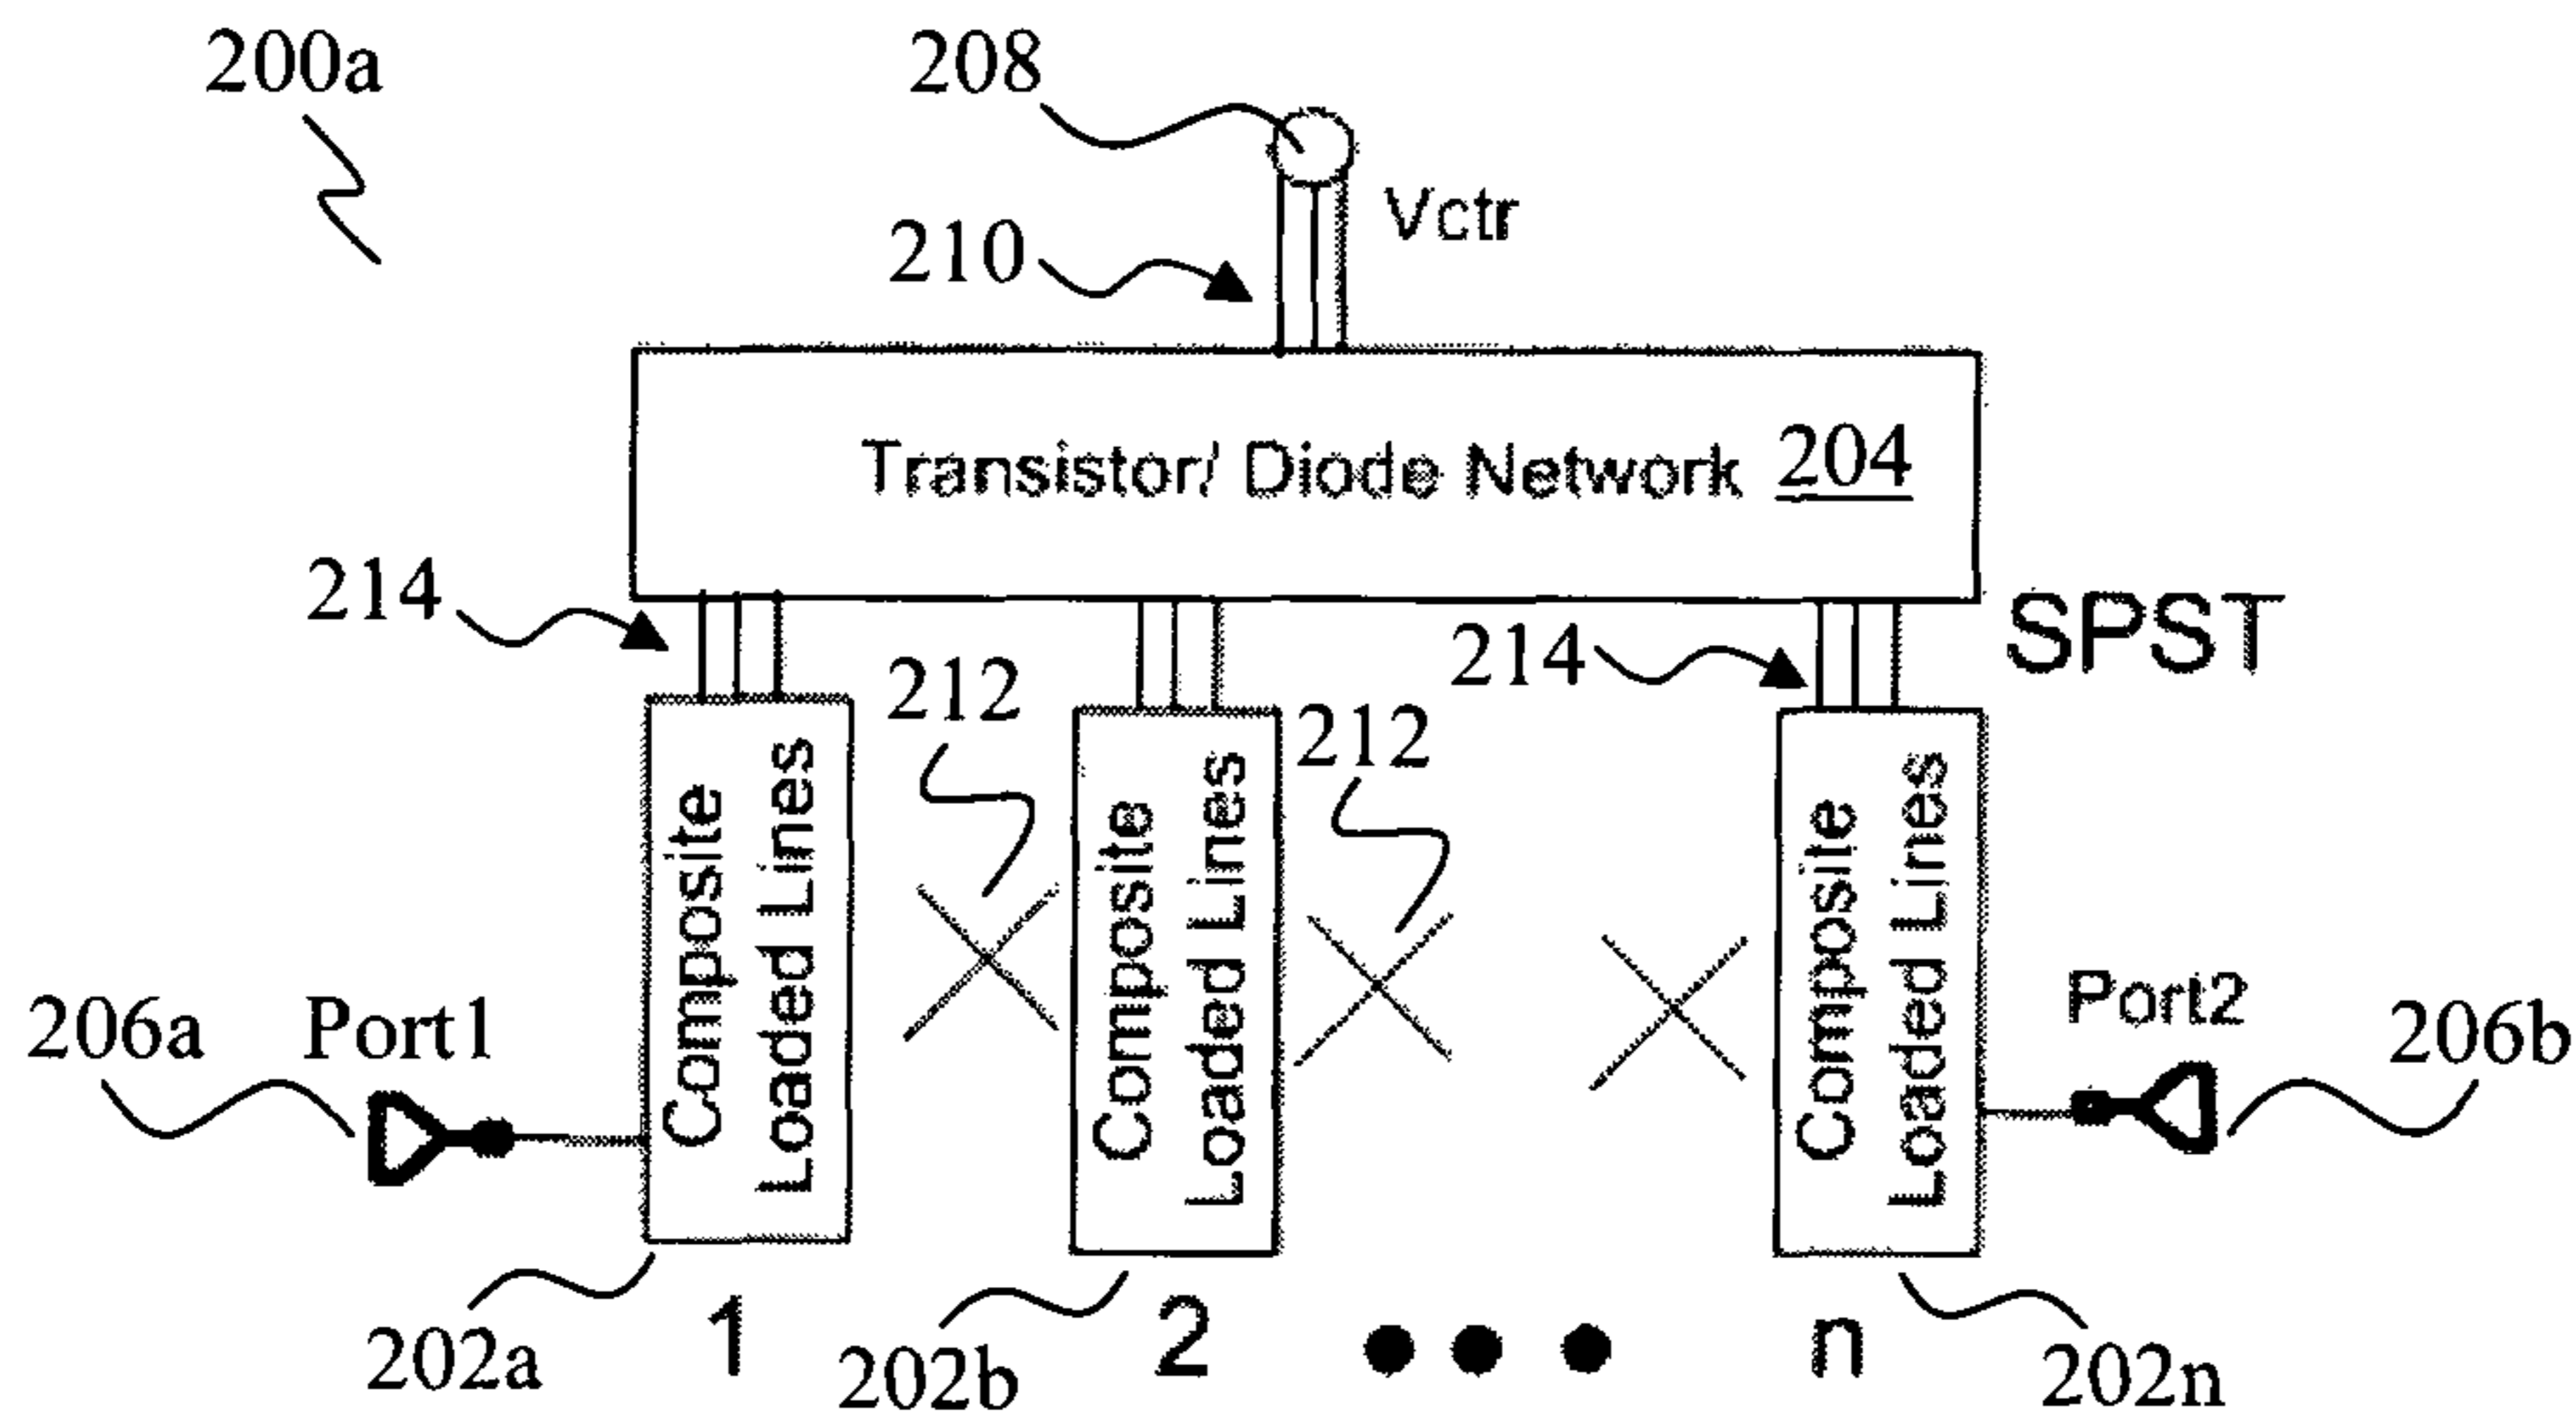 200a
208
Vctr
210
Transistor/ Diode Network 204
214
SPST
214
212
212
Composite
Loaded Lines
Composite
Loaded Lines
Composite
Loaded Lines
206a
Port1
Port2
206b
202a
1
202b
2
n
202n